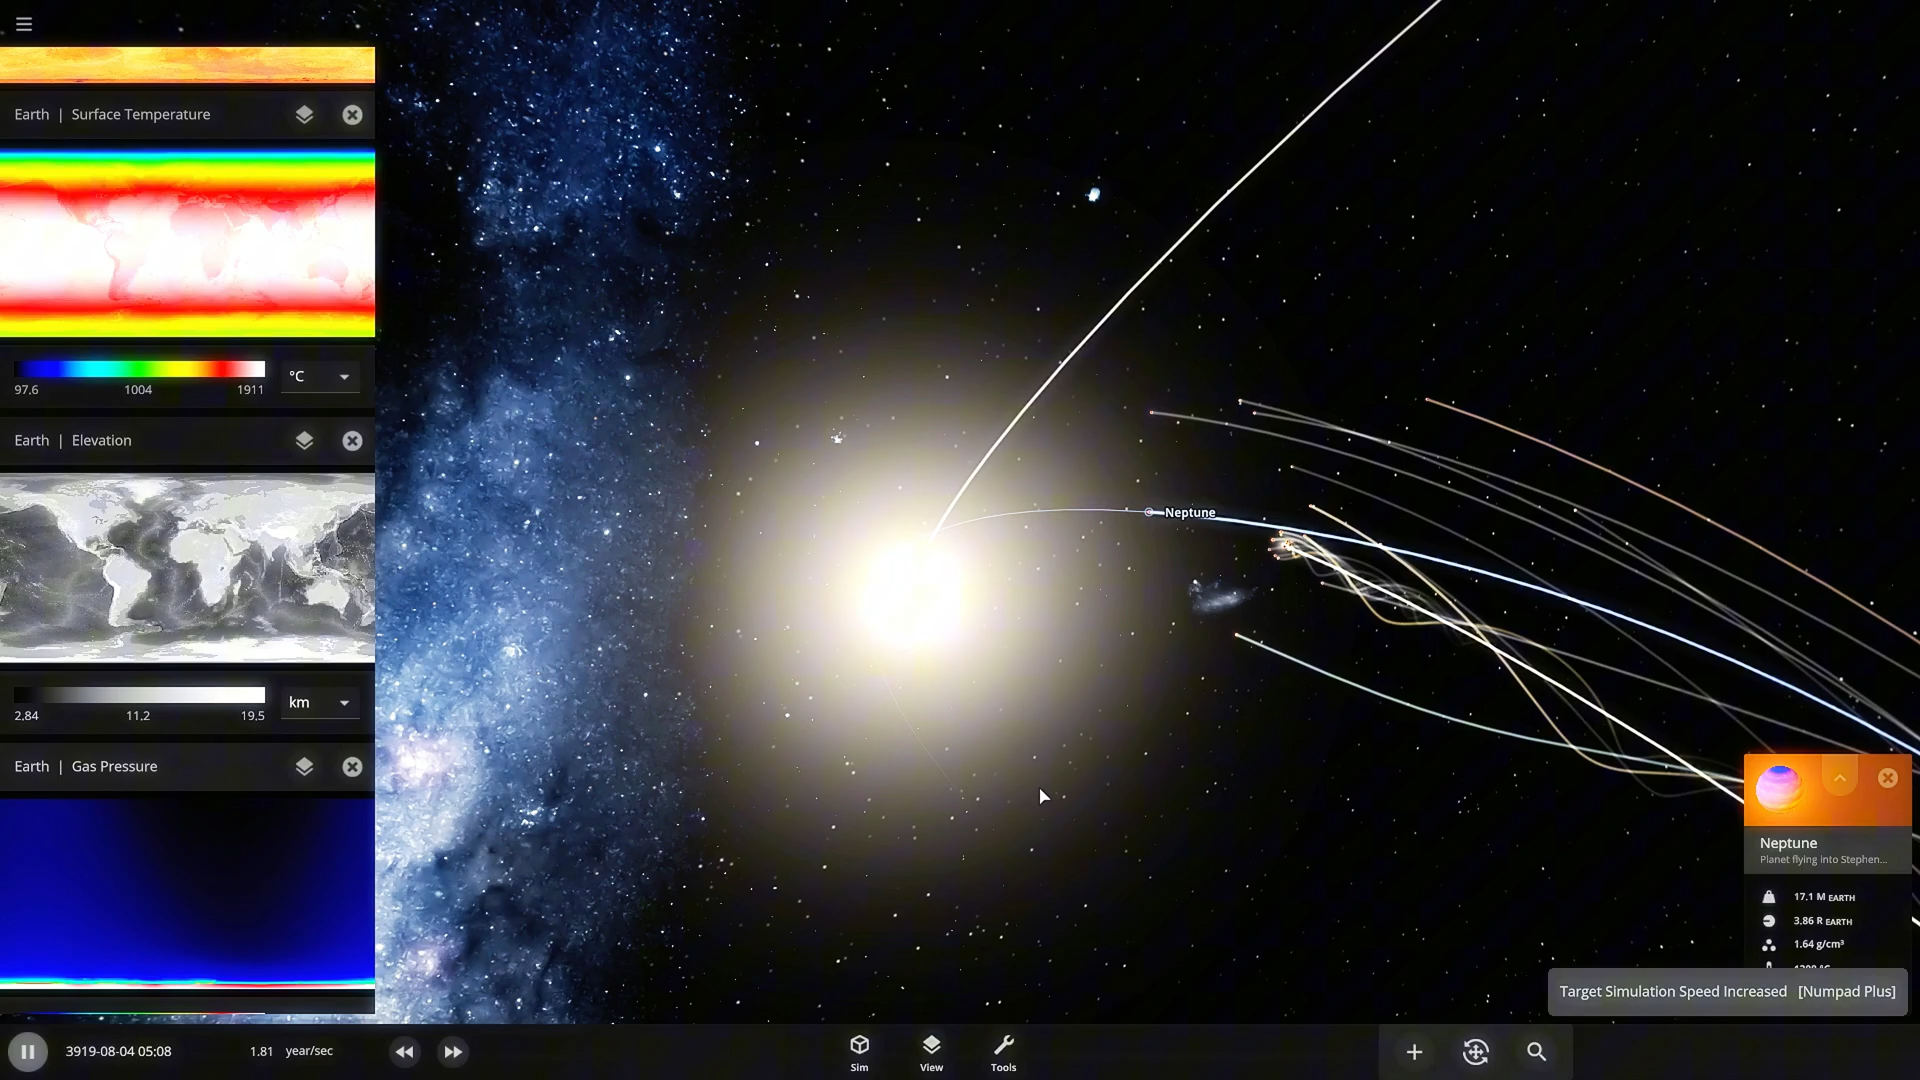 Earth | Surface Temperature
97,6 1004 1911 °C
Earth | Elevation
2,84 11,2 19,5 km
Earth | Gas Pressure
Neptune
Neptune
Planet flying into Stephen...
17.1 M EARTH
3.86 R EARTH
1.64 g/cm³
Target Simulation Speed Increased [Numpad Plus]
3919-08-04 05:08 1.81 year/sec
Sim View Tools